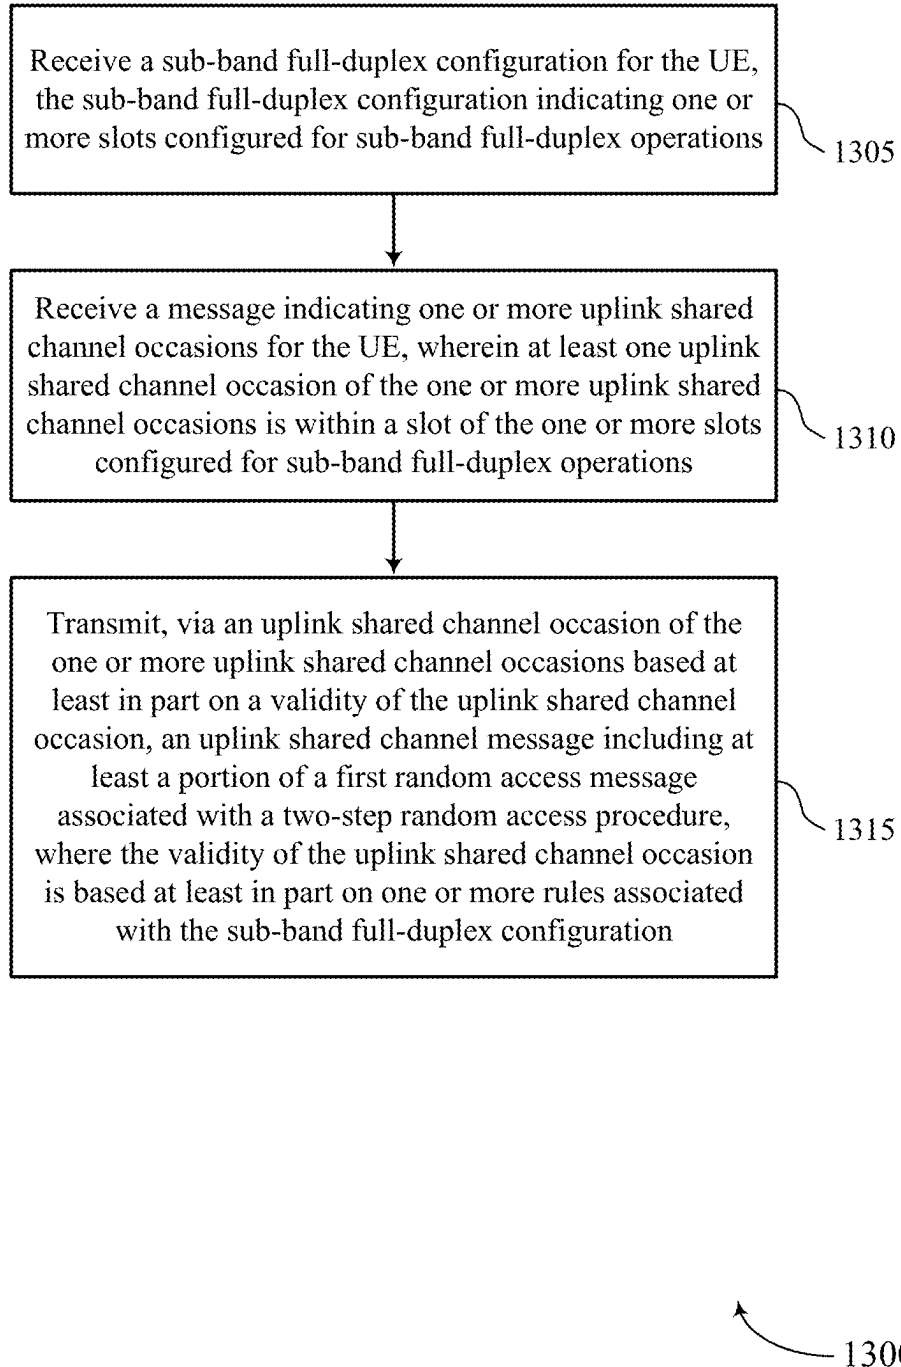 Receive a sub-band full-duplex configuration for the UE,
the sub-band full-duplex configuration indicating one or
more slots configured for sub-band full-duplex operations
1305
Receive a message indicating one or more uplink shared
channel occasions for the UE, wherein at least one uplink
shared channel occasion of the one or more uplink shared
channel occasions is within a slot of the one or more slots
configured for sub-band full-duplex operations
1310
Transmit, via an uplink shared channel occasion of the
one or more uplink shared channel occasions based at
least in part on a validity of the uplink shared channel
occasion, an uplink shared channel message including at
least a portion of a first random access message
associated with a two-step random access procedure,
where the validity of the uplink shared channel occasion
is based at least in part on one or more rules associated
with the sub-band full-duplex configuration
1315
1300